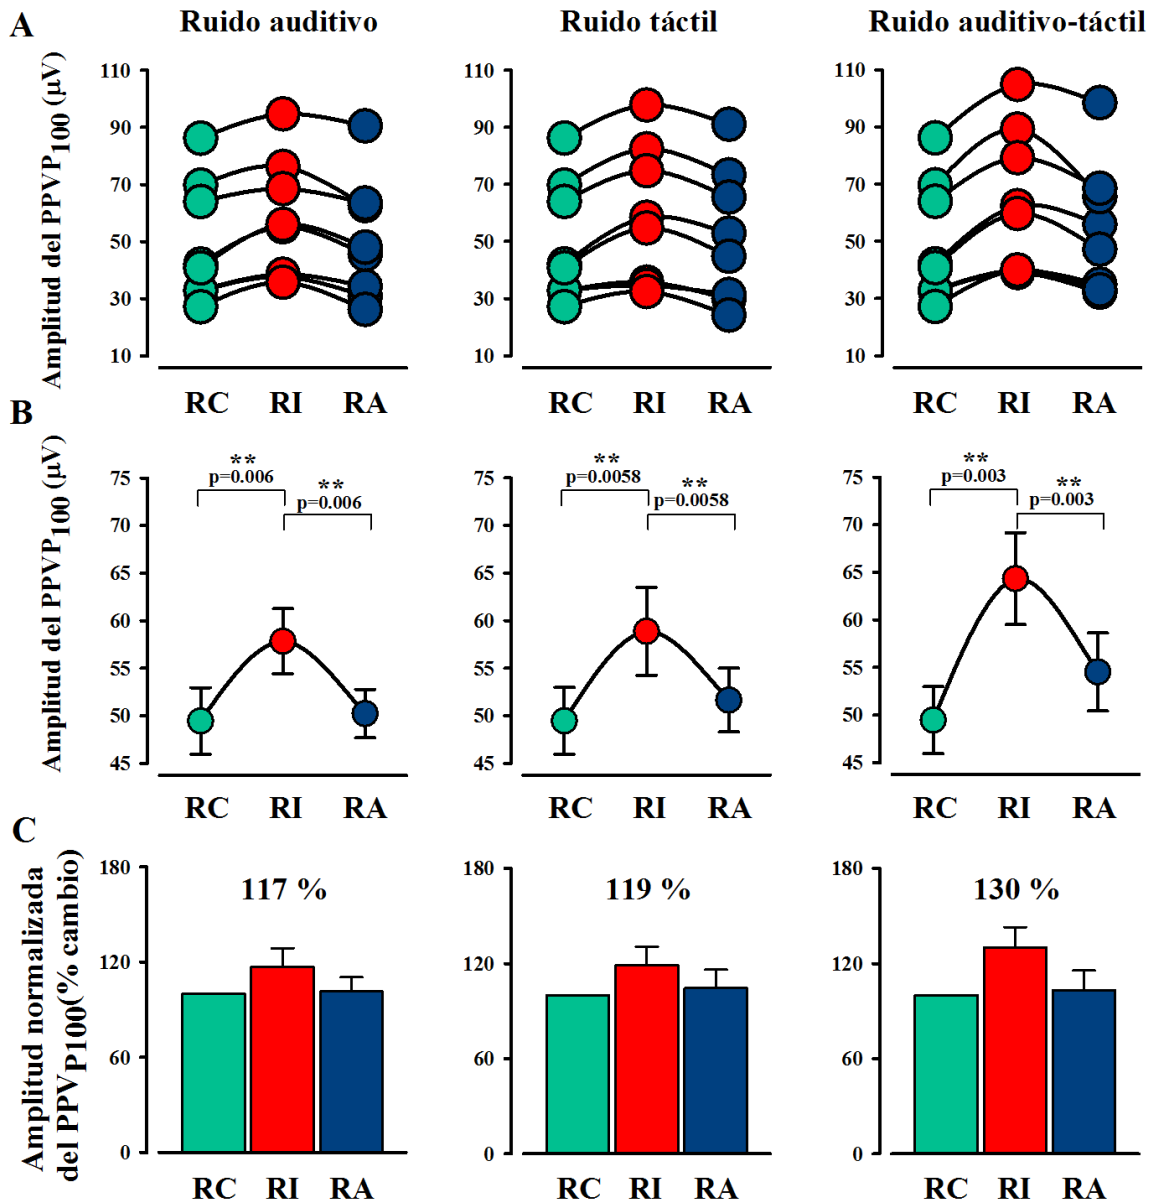 A
Ruido auditivo
Ruido táctil
Ruido auditivo-táctil
Amplitud del PPVP100 (µV)
110
90
70
50
30
10
RC RI RA
110
90
70
50
30
10
RC RI RA
110
90
70
50
30
10
RC RI RA
B
Amplitud del PPVP100 (µV)
75
70
65
60
55
50
45
**
p=0.006
**
p=0.006
RC RI RA
75
70
65
60
55
50
45
**
p=0.0058
**
p=0.0058
RC RI RA
75
70
65
60
55
50
45
**
p=0.003
**
p=0.003
RC RI RA
C
Amplitud normalizada
del PPVP100(% cambio)
180
120
60
0
117 %
RC RI RA
180
120
60
0
119 %
RC RI RA
180
120
60
0
130 %
RC RI RA